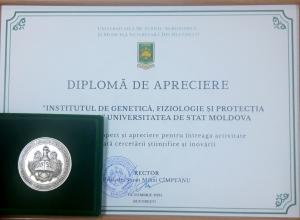 UNIVERSITATEA DE ȘTIINȚE AGRONOMICE
ȘI MEDICINĂ VETERINARĂ DIN BUCUREȘTI
DIPLOMĂ DE APRECIERE
"INSTITUTUL DE GENETICĂ, FIZIOLOGIE ȘI PROTECȚIA
UNIVERSITATEA DE STAT MOLDOVA
și apreciere pentru întreaga activitate
cercetării științifice și inovării
RECTOR
Mihai CÎMPEANU
BUCUREȘTI